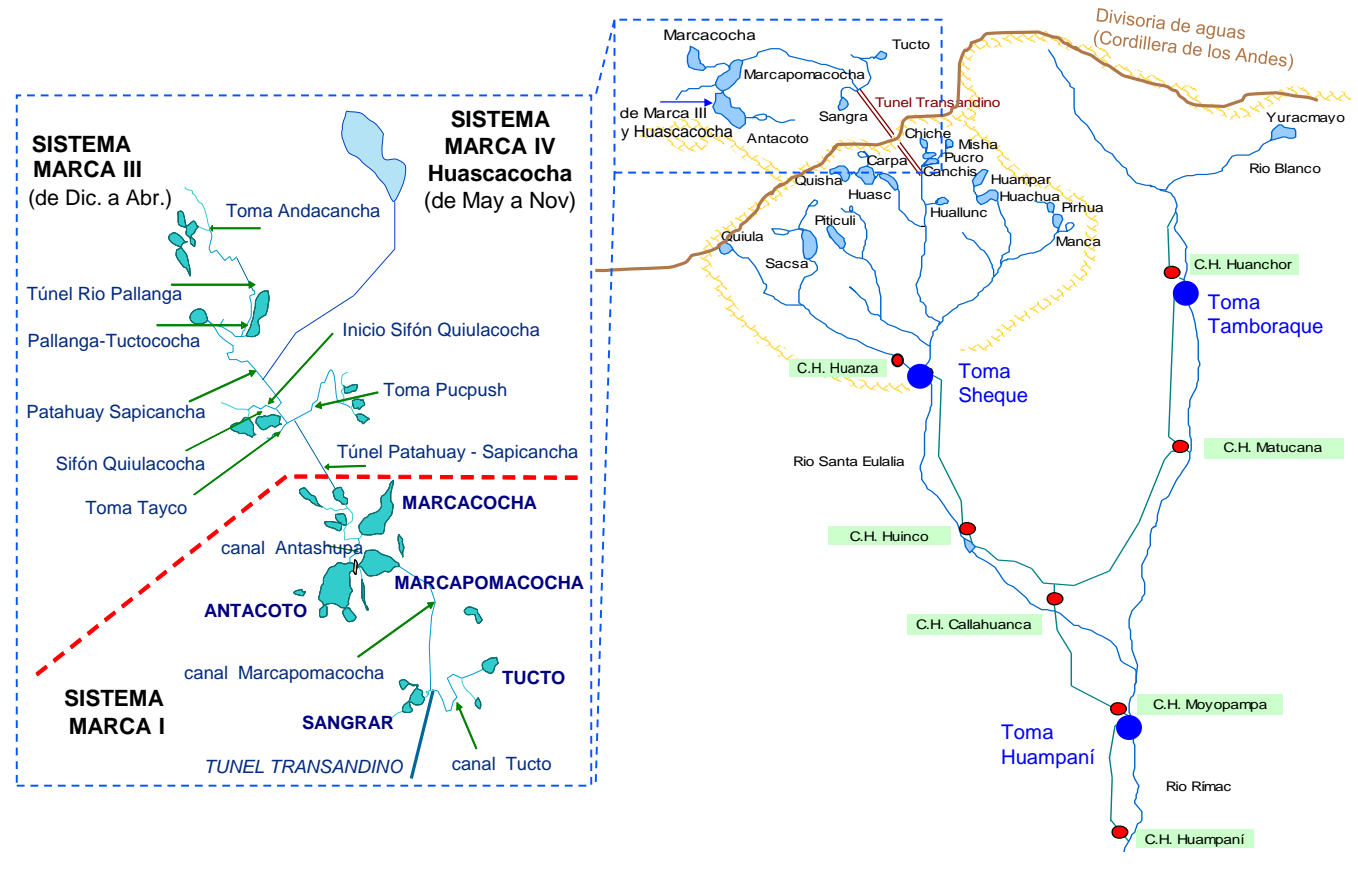 SISTEMA
MARCA III
(de Dic. a Abr.)
SISTEMA
MARCA IV
Huascacocha
(de May a Nov)
Toma Andacancha
Túnel Rio Pallanga
Pallanga-Tuctococha
Inicio Sifón Quiulacocha
Patahuay Sapicancha
Toma Pucpush
Sifón Quiulacocha
Túnel Patahuay - Sapicancha
Toma Tayco
MARCACOCHA
canal Antashupa
MARCAPOMACOCHA
ANTACOTO
canal Marcapomacocha
TUCTO
SISTEMA
MARCA I
SANGRAR
TUNEL TRANSANDINO
canal Tucto
Divisoria de aguas
(Cordillera de los Andes)
Marcacocha
Tucto
Marcapomacocha
de Marca III
y Huascacocha
Sangra
Tunel Transandino
Antacoto
Yuracmayo
Rio Blanco
Chiche
Misha
Pucro
Canchis
Carpa
Quisha
Huasc
Huampar
Huachua
Pirhua
Manca
Huallunc
Piticuli
Quiula
Sacsa
C.H. Huanchor
Toma
Tamboraque
C.H. Huanza
Toma
Sheque
C.H. Matucana
Rio Santa Eulalia
C.H. Huinco
C.H. Callahuanca
C.H. Moyopampa
Toma
Huampaní
Rio Rímac
C.H. Huampaní